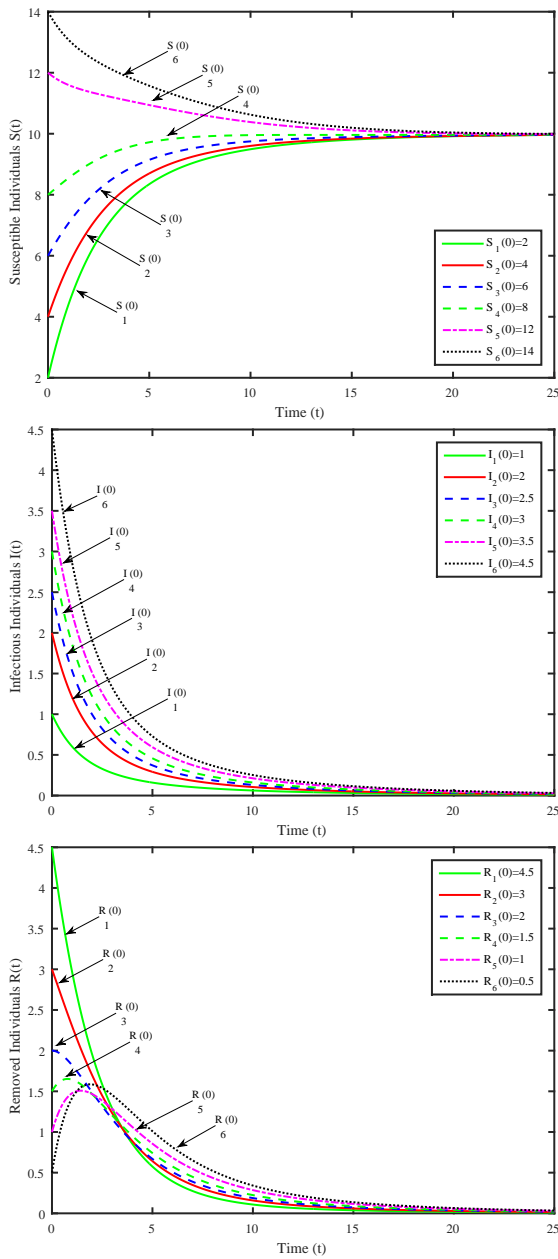 Susceptible Individuals S(t)
14
12
10
8
6
4
2
S (0)
6
S (0)
5
S (0)
4
S (0)
3
S (0)
2
S (0)
1
S1(0)=2
S2(0)=4
S3(0)=6
S4(0)=8
S5(0)=12
S6(0)=14
0 5 10 15 20 25
Time (t)
Infectious Individuals I(t)
4.5
4
3.5
3
2.5
2
1.5
1
0.5
0
I (0)
6
I (0)
5
I (0)
4
I (0)
3
I (0)
2
I (0)
1
I1(0)=1
I2(0)=2
I3(0)=2.5
I4(0)=3
I5(0)=3.5
I6(0)=4.5
0 5 10 15 20 25
Time (t)
Removed Individuals R(t)
4.5
4
3.5
3
2.5
2
1.5
1
0.5
0
R (0)
1
R (0)
2
R (0)
3
R (0)
4
R (0)
5
R (0)
6
R1(0)=4.5
R2(0)=3
R3(0)=2
R4(0)=1.5
R5(0)=1
R6(0)=0.5
0 5 10 15 20 25
Time (t)